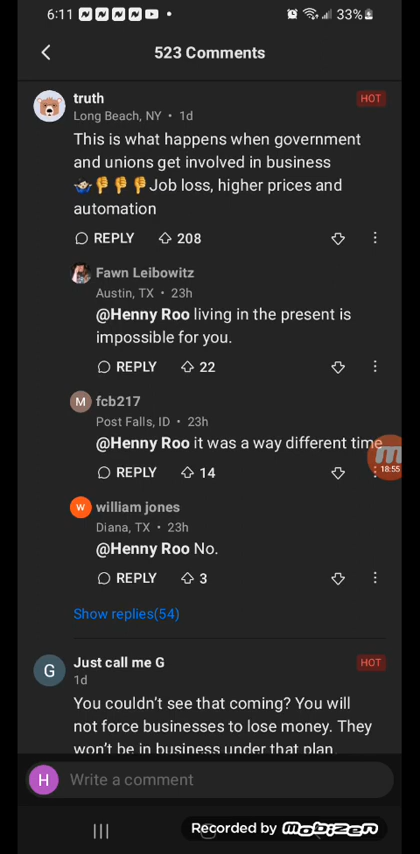 6:11 33%
523 Comments
truth
HOT
Long Beach, NY • 1d
This is what happens when government
and unions get involved in business
🤷🏻‍♂️👎👎👎Job loss, higher prices and
automation
REPLY 208
Fawn Leibowitz
Austin, TX • 23h
@Henny Roo living in the present is
impossible for you.
REPLY 22
M fcb217
Post Falls, ID • 23h
@Henny Roo it was a way different time
REPLY 14
18:55
W william jones
Diana, TX • 23h
@Henny Roo No.
REPLY 3
Show replies(54)
G Just call me G
HOT
1d
You couldn’t see that coming? You will
not force businesses to lose money. They
won’t be in business under that plan.
H Write a comment
Recorded by Mobizen